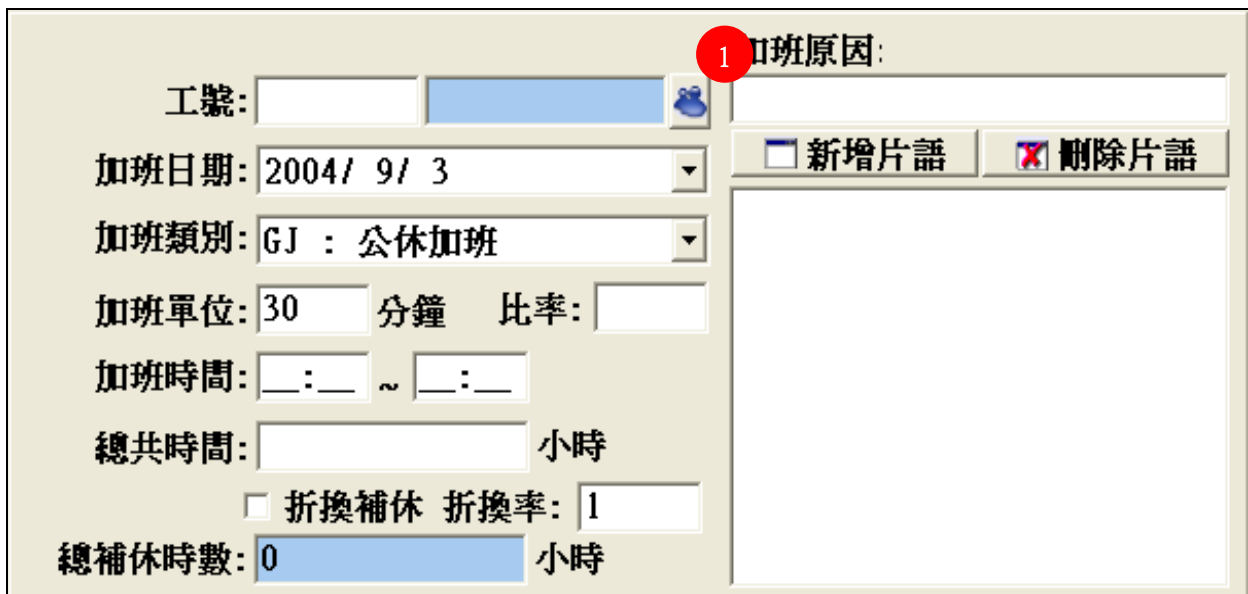 1 加班原因:
工號:
新增片語 刪除片語
加班日期: 2004/ 9/ 3
加班類別: GJ : 公休加班
加班單位: 30 分鐘 比率:
加班時間: __:__ ~ __:__
總共時間: 小時
折換補休 折換率: 1
總補休時數: 0 小時